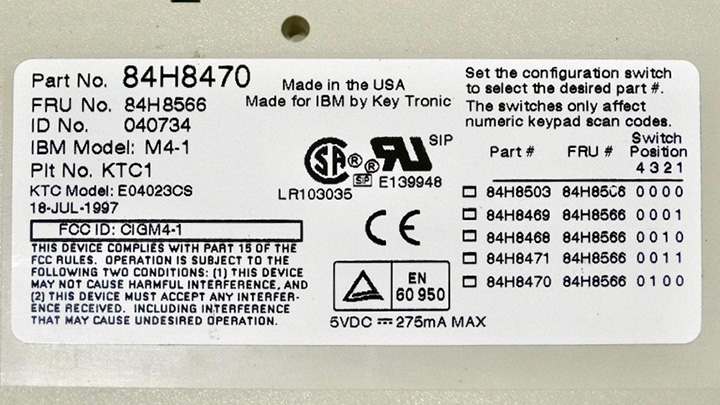 Part No. 84H8470
FRU No. 84H8566
ID No. 040734
IBM Model: M4-1
Plt No. KTC1
KTC Model: E04023CS
18-JUL-1997
FCC ID: CIGM4-1
THIS DEVICE COMPLIES WITH PART 15 OF THE
FCC RULES. OPERATION IS SUBJECT TO THE
FOLLOWING TWO CONDITIONS: (1) THIS DEVICE
MAY NOT CAUSE HARMFUL INTERFERENCE, AND
(2) THIS DEVICE MUST ACCEPT ANY INTERFER-
ENCE RECEIVED. INCLUDING INTERFERENCE
THAT MAY CAUSE UNDESIRED OPERATION.
Made in the USA
Made for IBM by Key Tronic
SA ® ® RU SIP
SIP E139948
LR103035
CE
EN
60 950
5VDC ⎓ 275mA MAX
Set the configuration switch
to select the desired part #.
The switches only affect
numeric keypad scan codes.
Switch
Part # FRU # Position
4 3 2 1
84H8503 84H8566 0 0 0 0
84H8469 84H8566 0 0 0 1
84H8468 84H8566 0 0 1 0
84H8471 84H8566 0 0 1 1
84H8470 84H8566 0 1 0 0